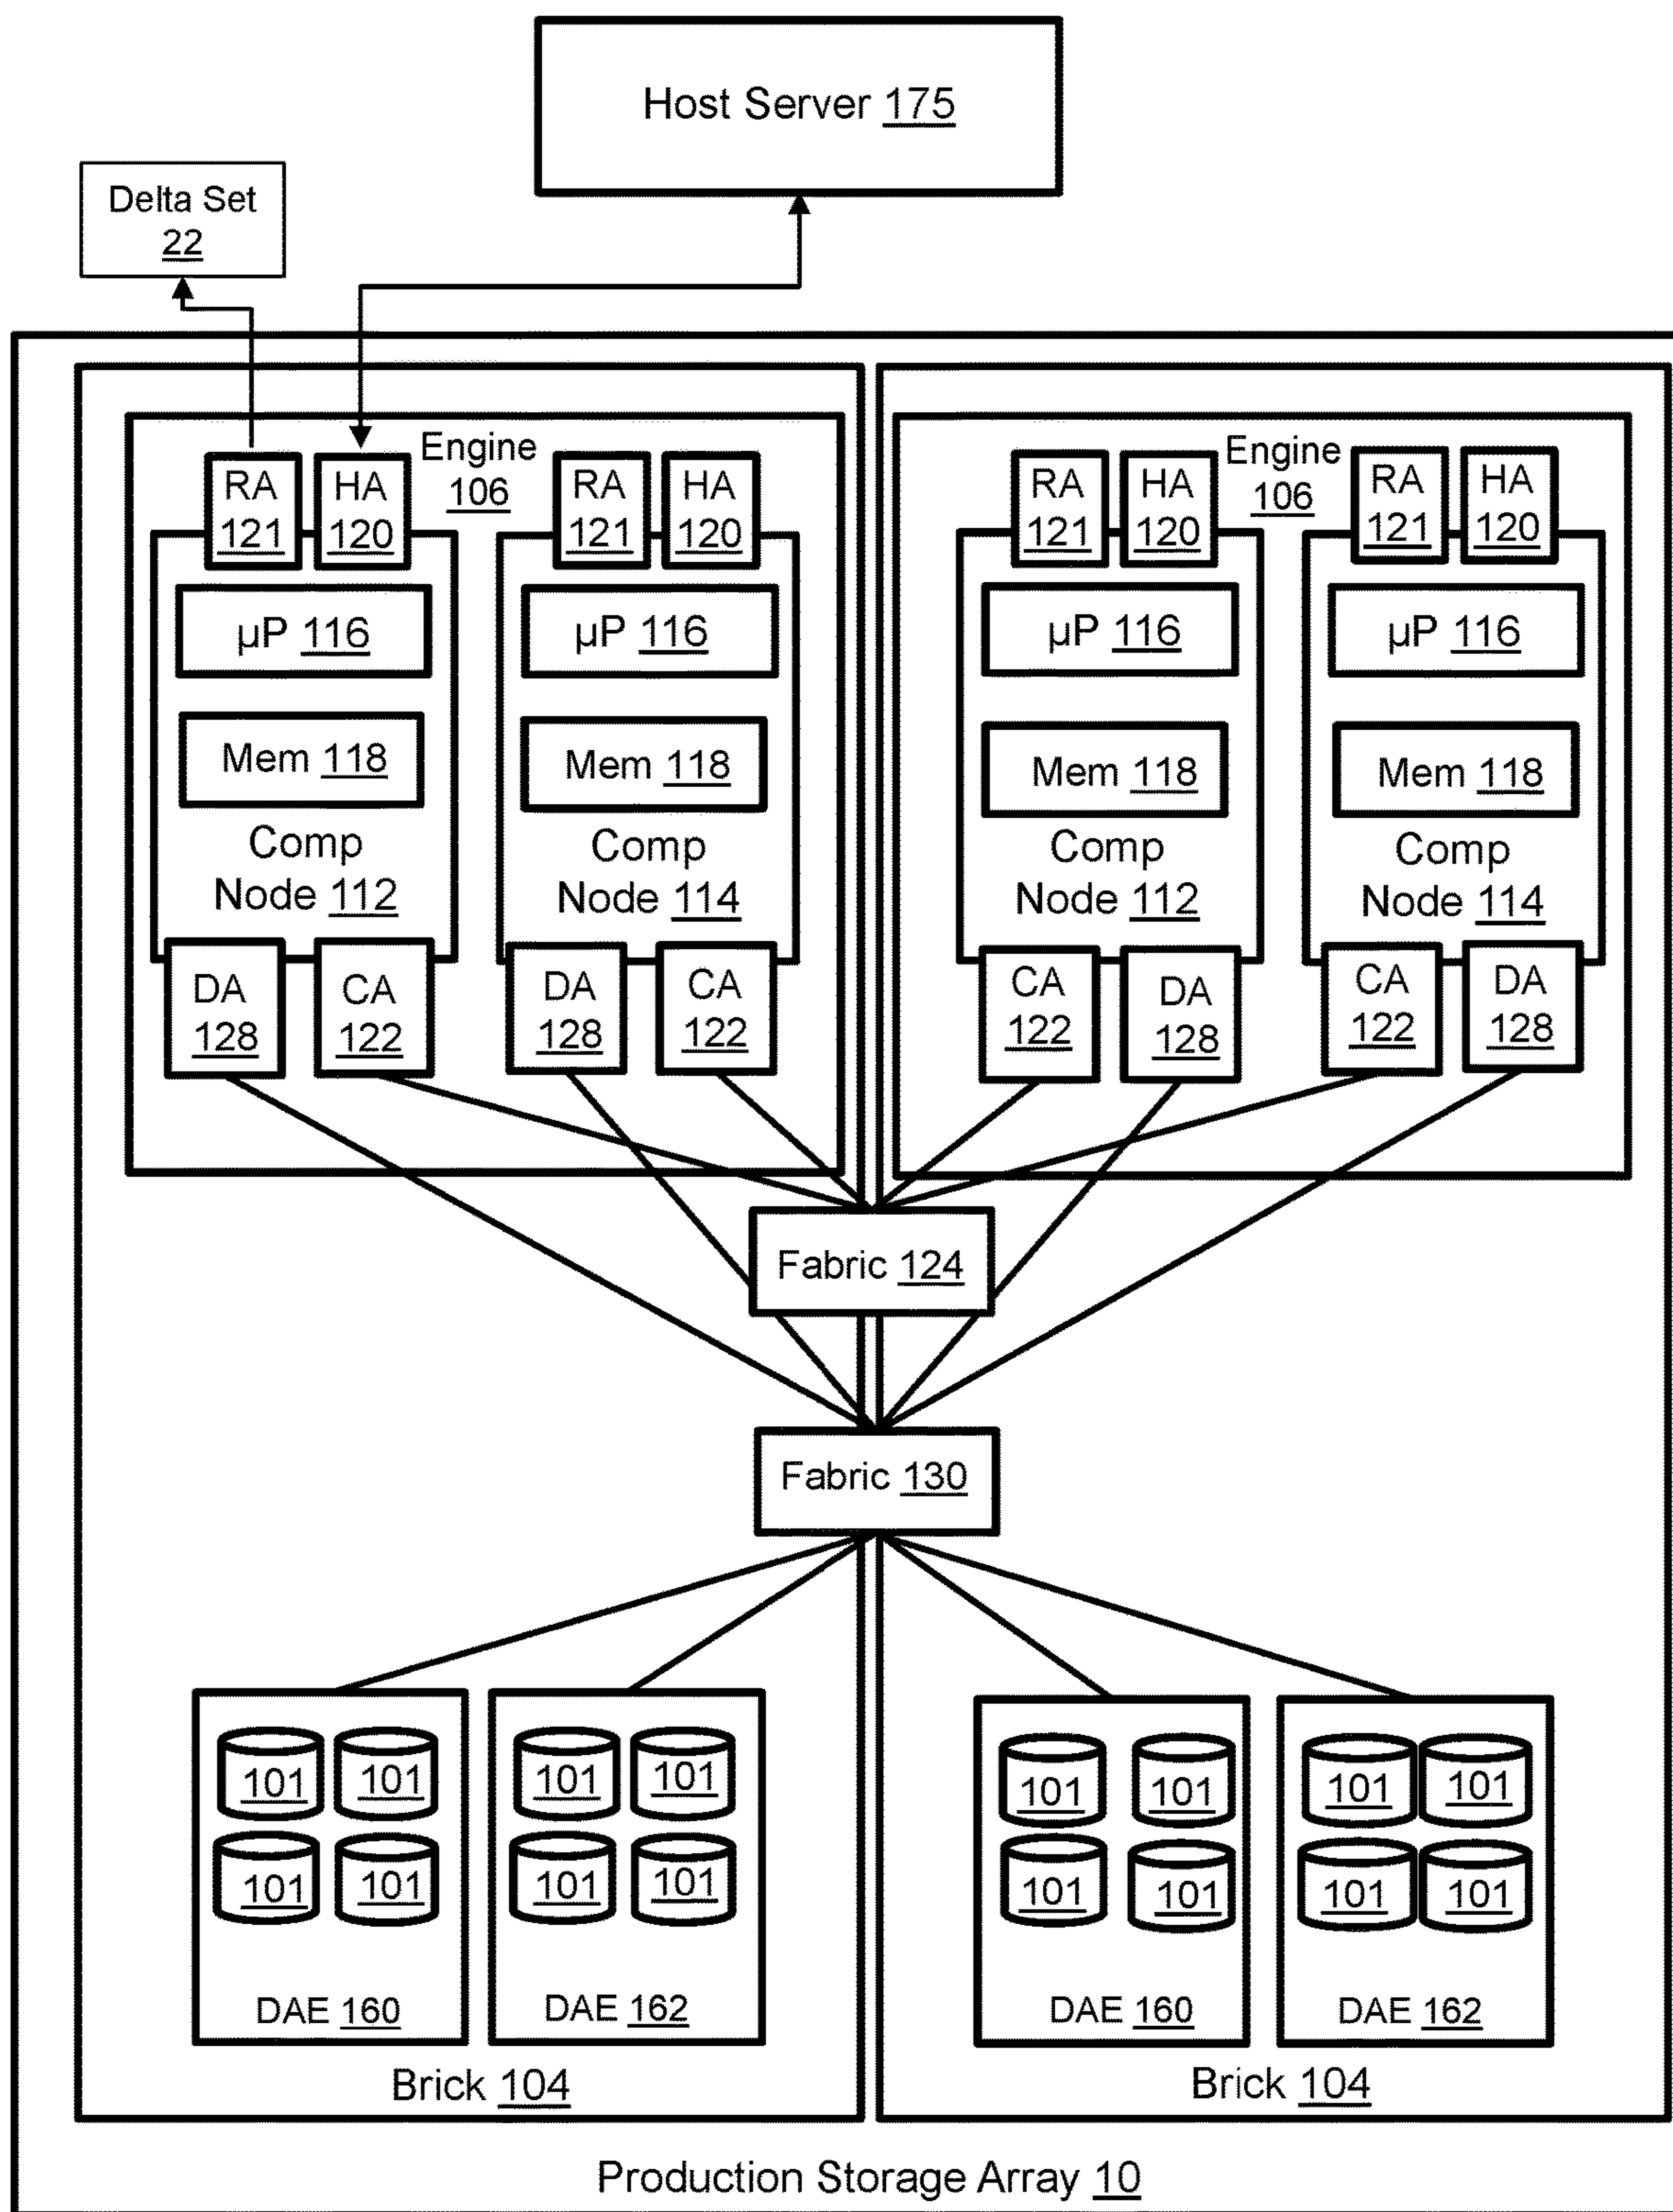 Host Server 175
Delta Set
22
Engine
106
RA
121
HA
120
RA
121
HA
120
μP 116
μP 116
Mem 118
Mem 118
Comp
Node 112
Comp
Node 114
DA
128
CA
122
DA
128
CA
122
Engine
106
RA
121
HA
120
RA
121
HA
120
μP 116
μP 116
Mem 118
Mem 118
Comp
Node 112
Comp
Node 114
CA
122
DA
128
CA
122
DA
128
Fabric 124
Fabric 130
101 101
101 101
DAE 160
101 101
101 101
DAE 162
Brick 104
101 101
101 101
DAE 160
101 101
101 101
DAE 162
Brick 104
Production Storage Array 10